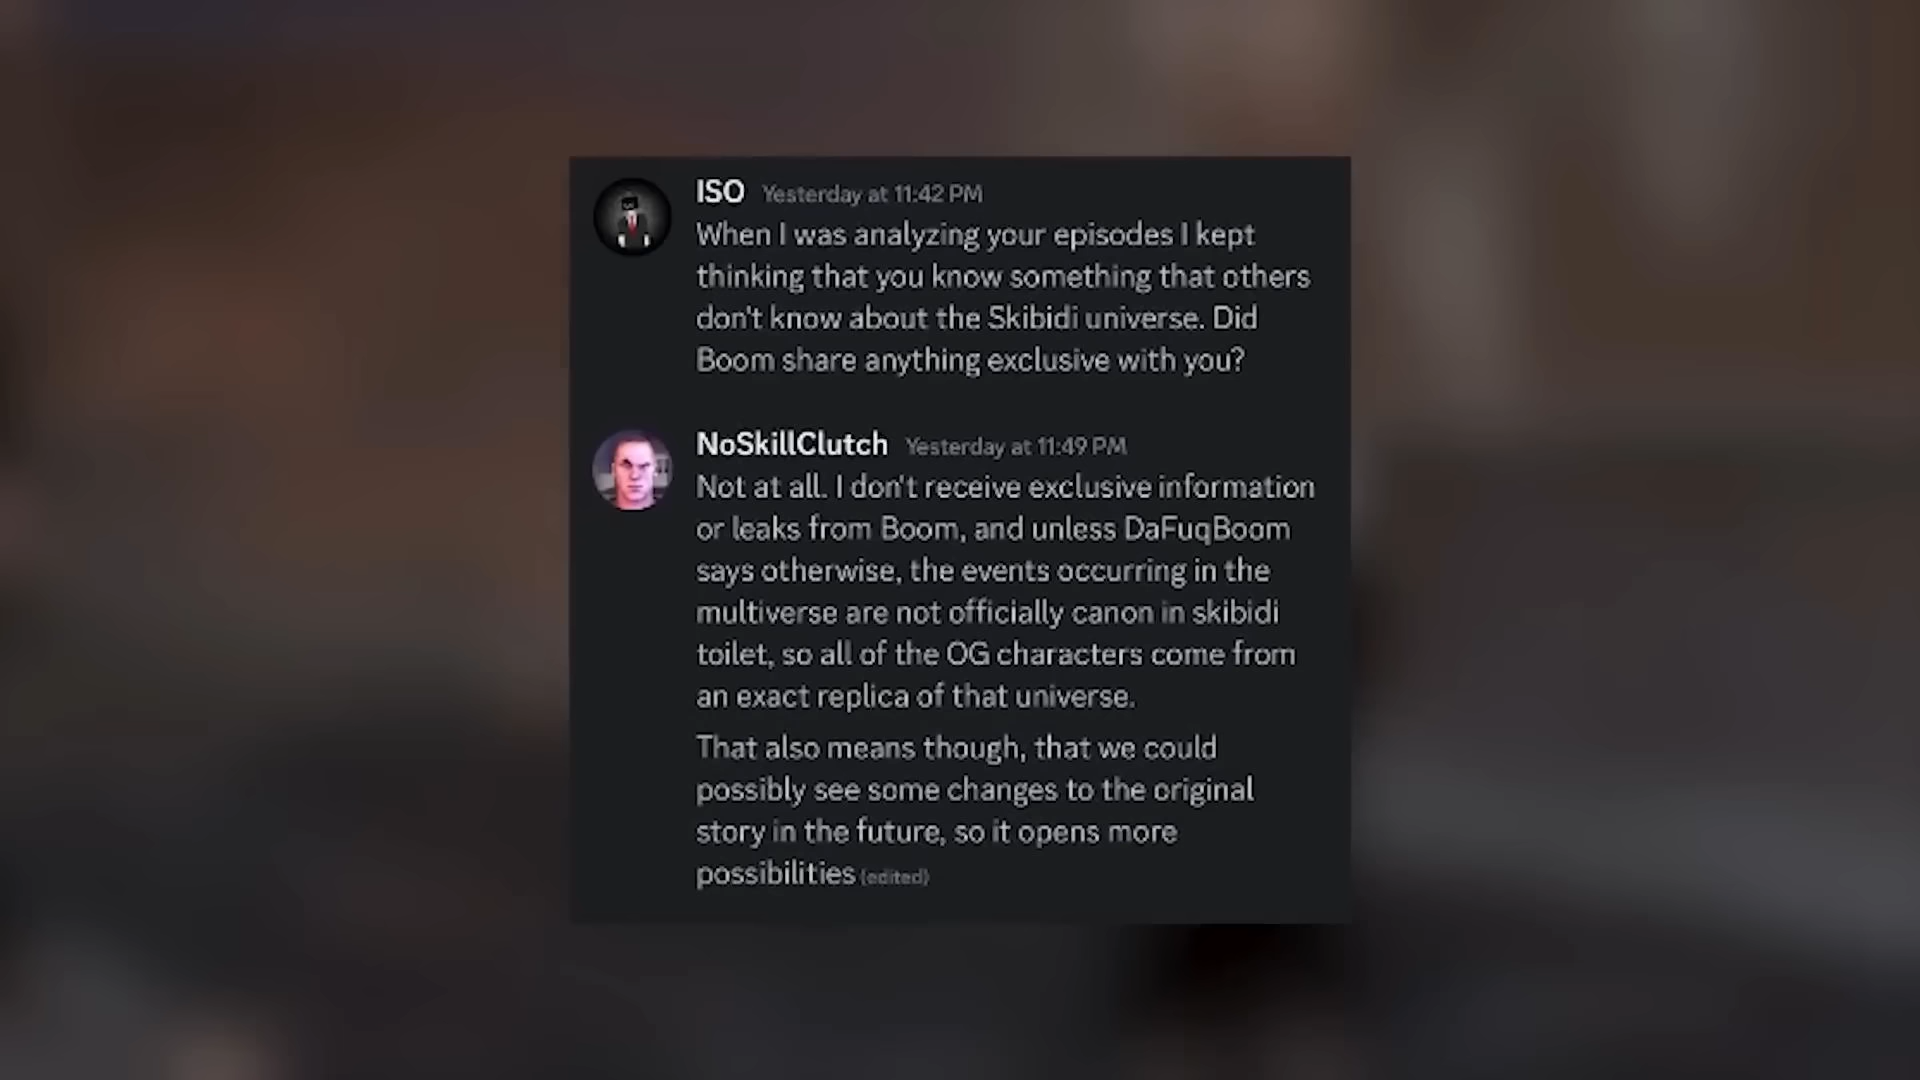 ISO Yesterday at 11:42 PM
When I was analyzing your episodes I kept
thinking that you know something that others
don't know about the Skibidi universe. Did
Boom share anything exclusive with you?
NoSkillClutch Yesterday at 11:49 PM
Not at all. I don't receive exclusive information
or leaks from Boom, and unless DaFuqBoom
says otherwise, the events occurring in the
multiverse are not officially canon in skibidi
toilet, so all of the OG characters come from
an exact replica of that universe.
That also means though, that we could
possibly see some changes to the original
story in the future, so it opens more
possibilities (edited)